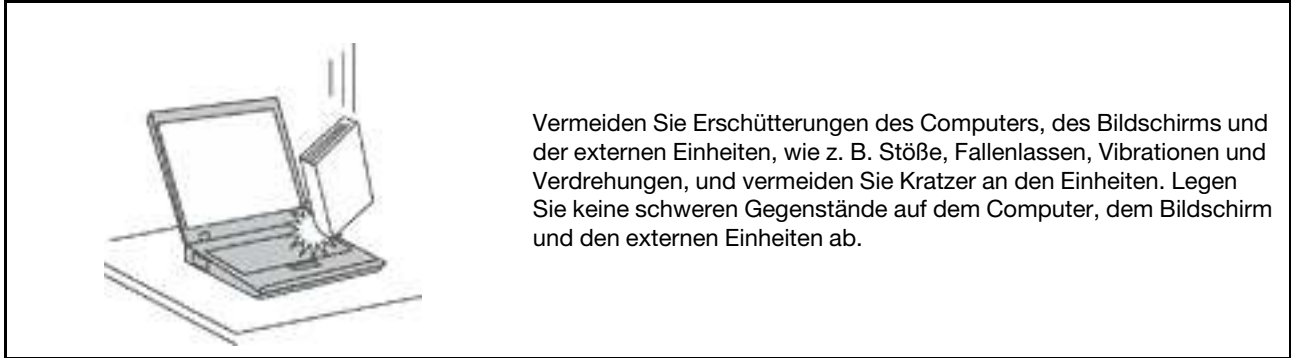 Vermeiden Sie Erschütterungen des Computers, des Bildschirms und
der externen Einheiten, wie z. B. Stöße, Fallenlassen, Vibrationen und
Verdrehungen, und vermeiden Sie Kratzer an den Einheiten. Legen
Sie keine schweren Gegenstände auf dem Computer, dem Bildschirm
und den externen Einheiten ab.